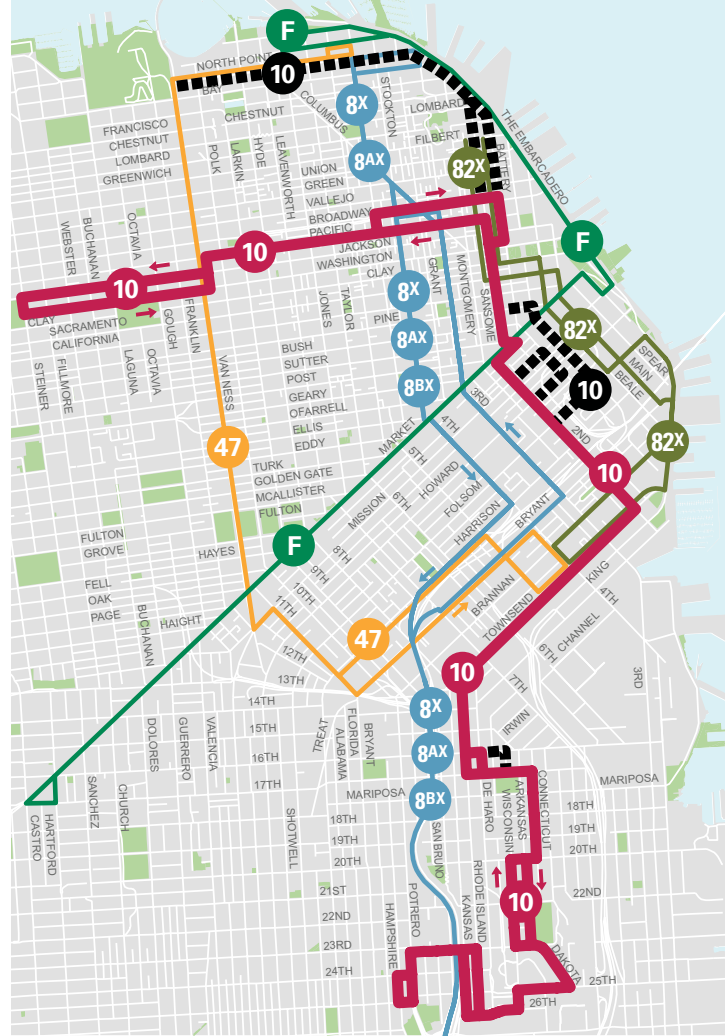 F
NORTH POINT
10
BAY
8X
STOCKTON
CHESTNUT
COLUMBUS
LOMBARD
THE EMBARCADERO
FRANCISCO
CHESTNUT
LOMBARD
GREENWICH
POLK
LARKIN
HYDE
LEAVENWORTH
FILBERT
8AX
82X
BATTERY
UNION
GREEN
VALLEJO
BROADWAY
PACIFIC
WEBSTER
BUCHANAN
OCTAVIA
10
JACKSON
WASHINGTON
CLAY
GRANT
MONTGOMERY
SANSOME
F
10
8X
CLAY
SACRAMENTO
CALIFORNIA
GOUGH
FRANKLIN
JONES
TAYLOR
PINE
8AX
82X
STEINER
FILLMORE
LAGUNA
OCTAVIA
VAN NESS
BUSH
SUTTER
POST
GEARY
OFARRELL
ELLIS
EDDY
8BX
3RD
10
SPEAR
MAIN
BEALE
47
MARKET
4TH
2ND
82X
TURK
GOLDEN GATE
MCALLISTER
FULTON
5TH
HOWARD
6TH
FOLSOM
MISSION
10
HARRISON
BRYANT
FULTON
GROVE
HAYES
F
8TH
9TH
10TH
11TH
FELL
OAK
PAGE
HAIGHT
BUCHANAN
BRANNAN
TOWNSEND
KING
4TH
CHANNEL
6TH
3RD
47
12TH
13TH
14TH
15TH
16TH
17TH
10
7TH
IRWIN
8X
DOLORES
GUERRERO
VALENCIA
TREAT
FLORIDA
ALABAMA
BRYANT
8AX
MARIPOSA
8BX
DE HARO
WISCONSIN
ARKANSAS
CONNECTICUT
MARIPOSA
CASTRO
HARTFORD
SANCHEZ
CHURCH
SHOTWELL
18TH
19TH
20TH
18TH
19TH
20TH
SAN BRUNO
21ST
22ND
23RD
24TH
HAMPSHIRE
POTRERO
KANSAS
RHODE ISLAND
10
22ND
DAKOTA
25TH
26TH